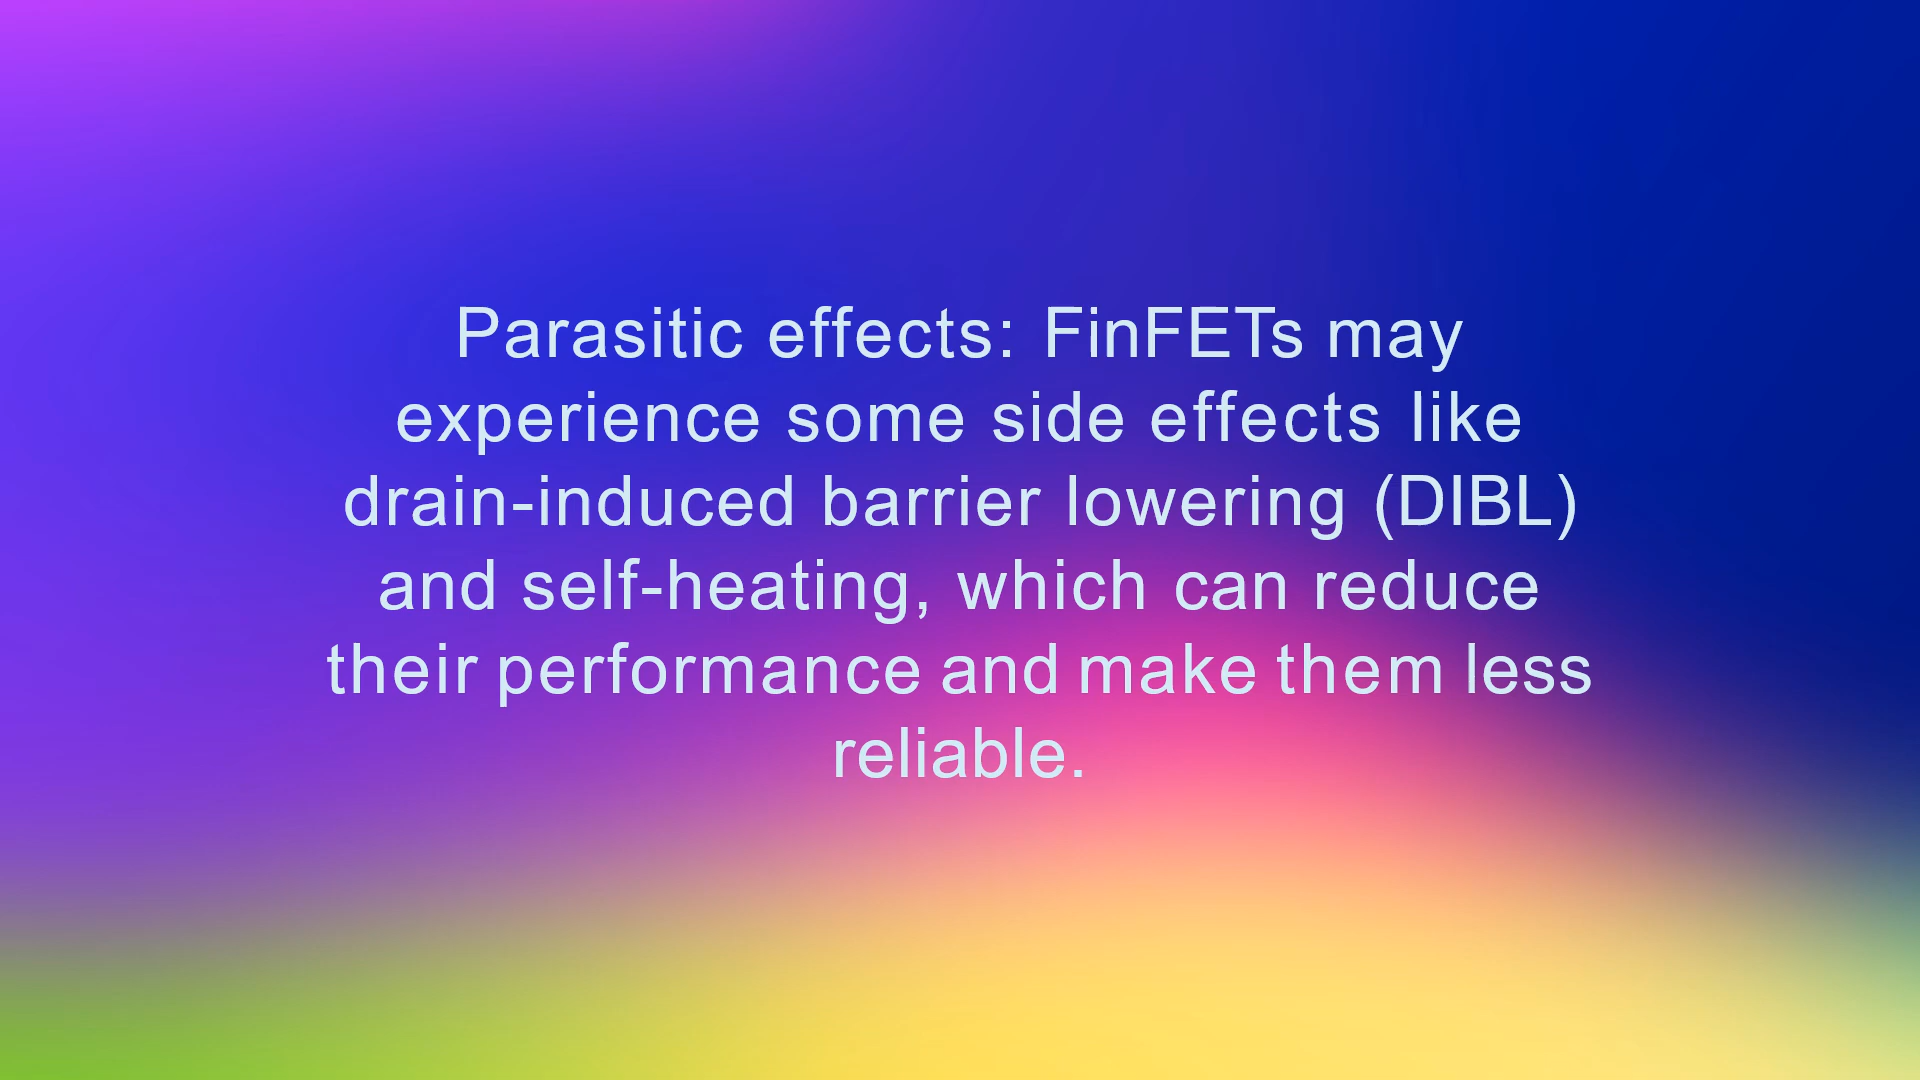 Parasitic effects: FinFETs may
experience some side effects like
drain-induced barrier lowering (DIBL)
and self-heating, which can reduce
their performance and make them less
reliable.